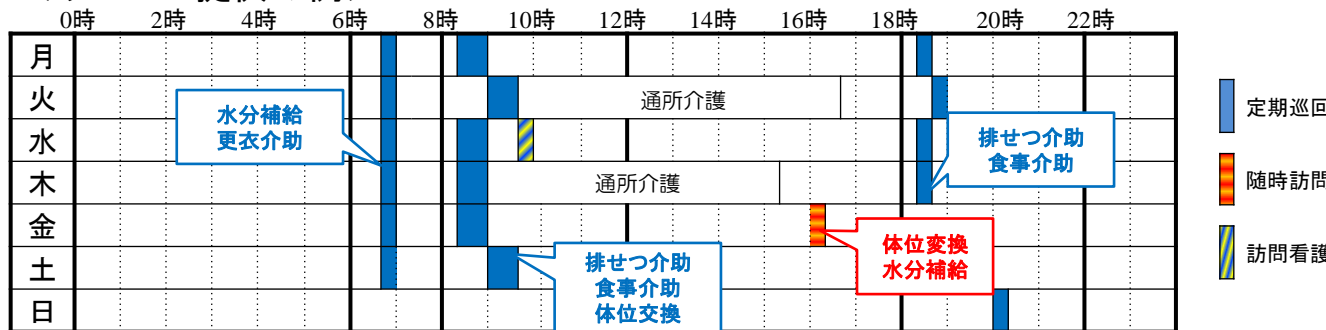 0時 2時 4時 6時 8時 10時 12時 14時 16時 18時 20時 22時
月
火 通所介護
定期巡回
水分補給
更衣介助
水
排せつ介助
食事介助
木 通所介護
随時訪問
金
体位変換
水分補給
訪問看護
土
排せつ介助
食事介助
体位交換
日